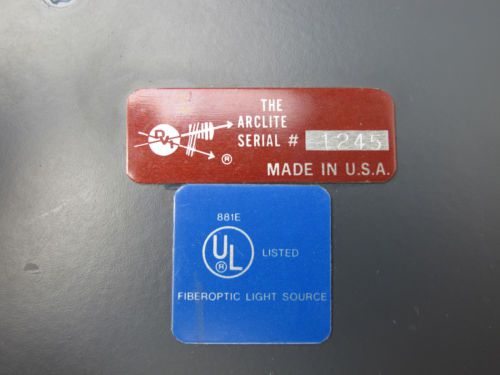 THE
ARCLITE
SERIAL # 1245
®
MADE IN U.S.A.
881E
UL
®
LISTED
FIBEROPTIC LIGHT SOURCE